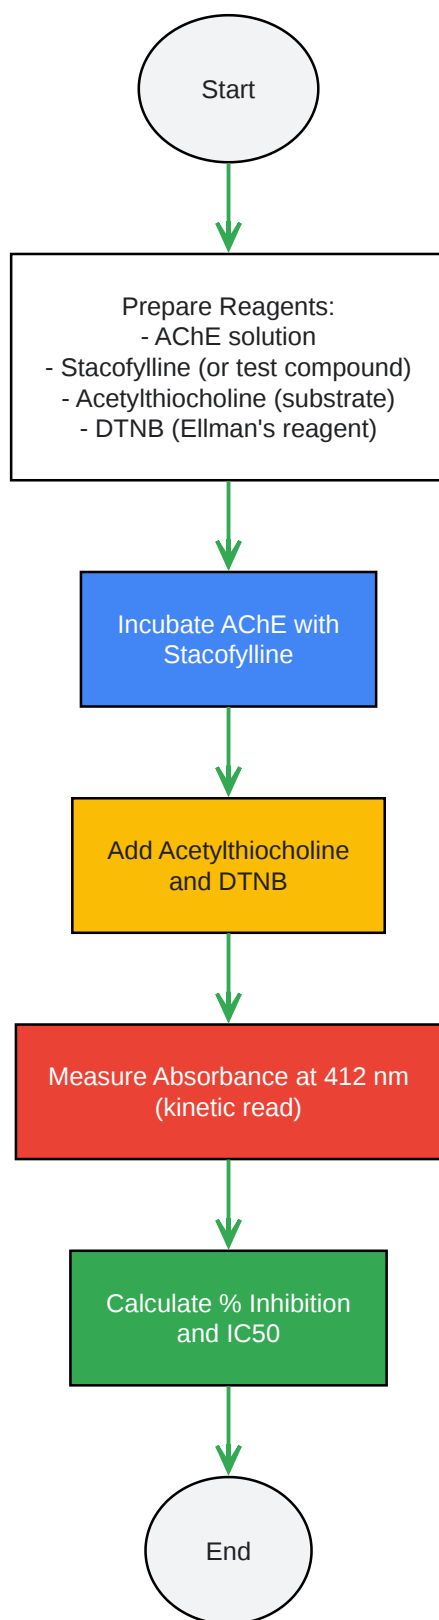 Start
Prepare Reagents:
- AChE solution
- Stacofylline (or test compound)
- Acetylthiocholine (substrate)
- DTNB (Ellman's reagent)
Incubate AChE with
Stacofylline
Add Acetylthiocholine
and DTNB
Measure Absorbance at 412 nm
(kinetic read)
Calculate % Inhibition
and IC50
End